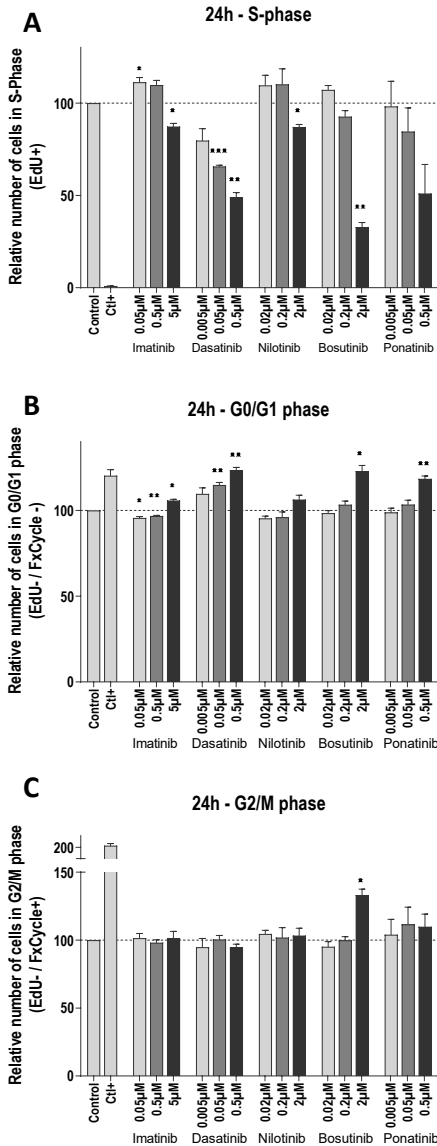 A
24h - S-phase
Relative number of cells in S-Phase
(EdU+)
100
50
0
* * *** ** * **
Control Ctl+ 0.05µM 0.5µM 5µM 0.005µM 0.05µM 0.5µM 0.02µM 0.2µM 2µM 0.02µM 0.2µM 2µM 0.005µM 0.05µM 0.5µM
Imatinib Dasatinib Nilotinib Bosutinib Ponatinib
B
24h - G0/G1 phase
Relative number of cells in G0/G1 phase
(EdU- / FxCycle -)
100
50
0
* ** * ** ** * **
Control Ctl+ 0.05µM 0.5µM 5µM 0.005µM 0.05µM 0.5µM 0.02µM 0.2µM 2µM 0.02µM 0.2µM 2µM 0.005µM 0.05µM 0.5µM
Imatinib Dasatinib Nilotinib Bosutinib Ponatinib
C
24h - G2/M phase
Relative number of cells in G2/M phase
(EdU- / FxCycle+)
200
150
100
50
0
*
Control Ctl+ 0.05µM 0.5µM 5µM 0.005µM 0.05µM 0.5µM 0.02µM 0.2µM 2µM 0.02µM 0.2µM 2µM 0.005µM 0.05µM 0.5µM
Imatinib Dasatinib Nilotinib Bosutinib Ponatinib